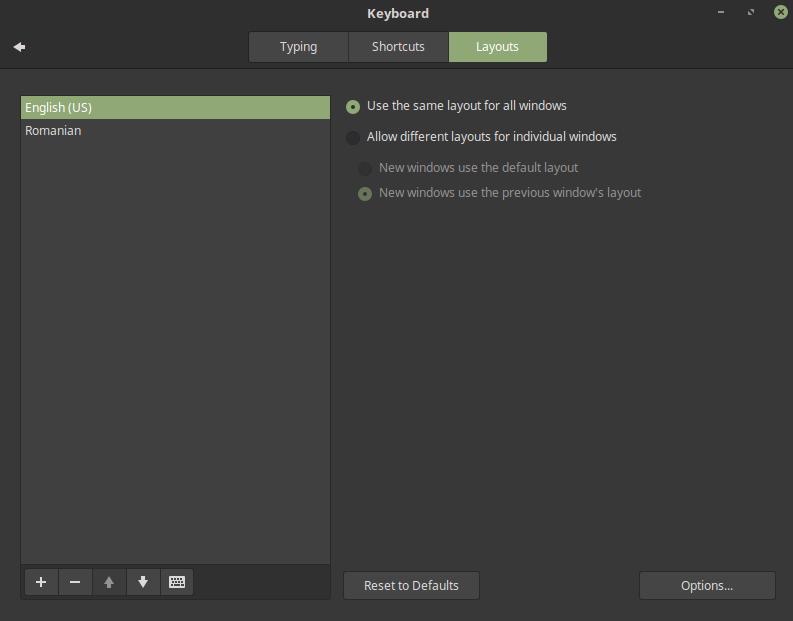 Keyboard
Typing
Shortcuts
Layouts
English (US)
Romanian
Use the same layout for all windows
Allow different layouts for individual windows
New windows use the default layout
New windows use the previous window's layout
Reset to Defaults
Options...